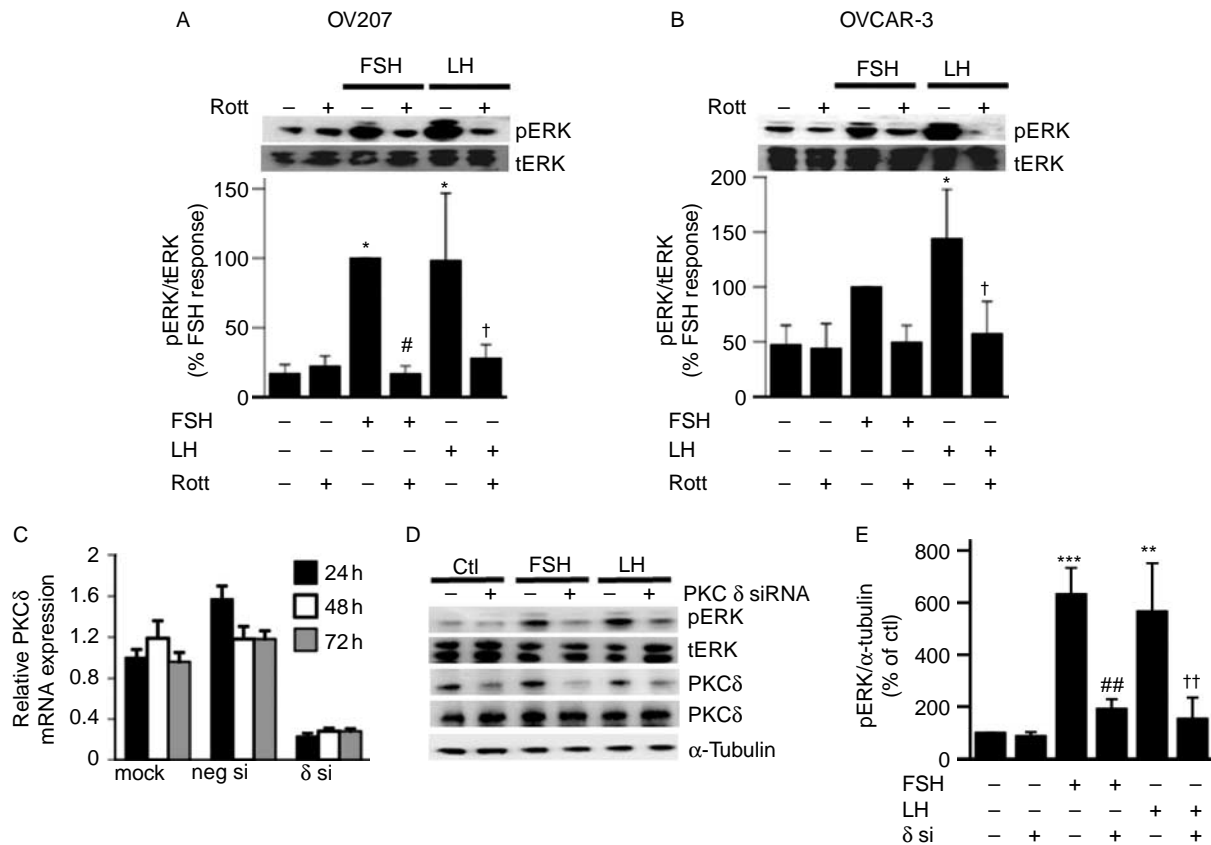 A OV207
FSH LH
Rott – + – + – +
pERK
tERK
pERK/tERK
(% FSH response)
150
100
50
0
* # * †
FSH – – + + – –
LH – – – – + +
Rott – + – + – +
B OVCAR-3
FSH LH
Rott – + – + – +
pERK
tERK
pERK/tERK
(% FSH response)
200
150
100
50
0
* †
FSH – – + + – –
LH – – – – + +
Rott – + – + – +
C
Relative PKCδ
mRNA expression
2
1.6
1.2
0.8
0.4
0
24 h
48 h
72 h
mock neg si δ si
D
Ctl FSH LH
– + – + – + PKC δ siRNA
pERK
tERK
PKCδ
PKCδ
α-Tubulin
E
pERK/α-tubulin
(% of ctl)
800
600
400
200
0
*** ## ** ††
FSH – – + + – –
LH – – – – + +
δ si – + – + – +